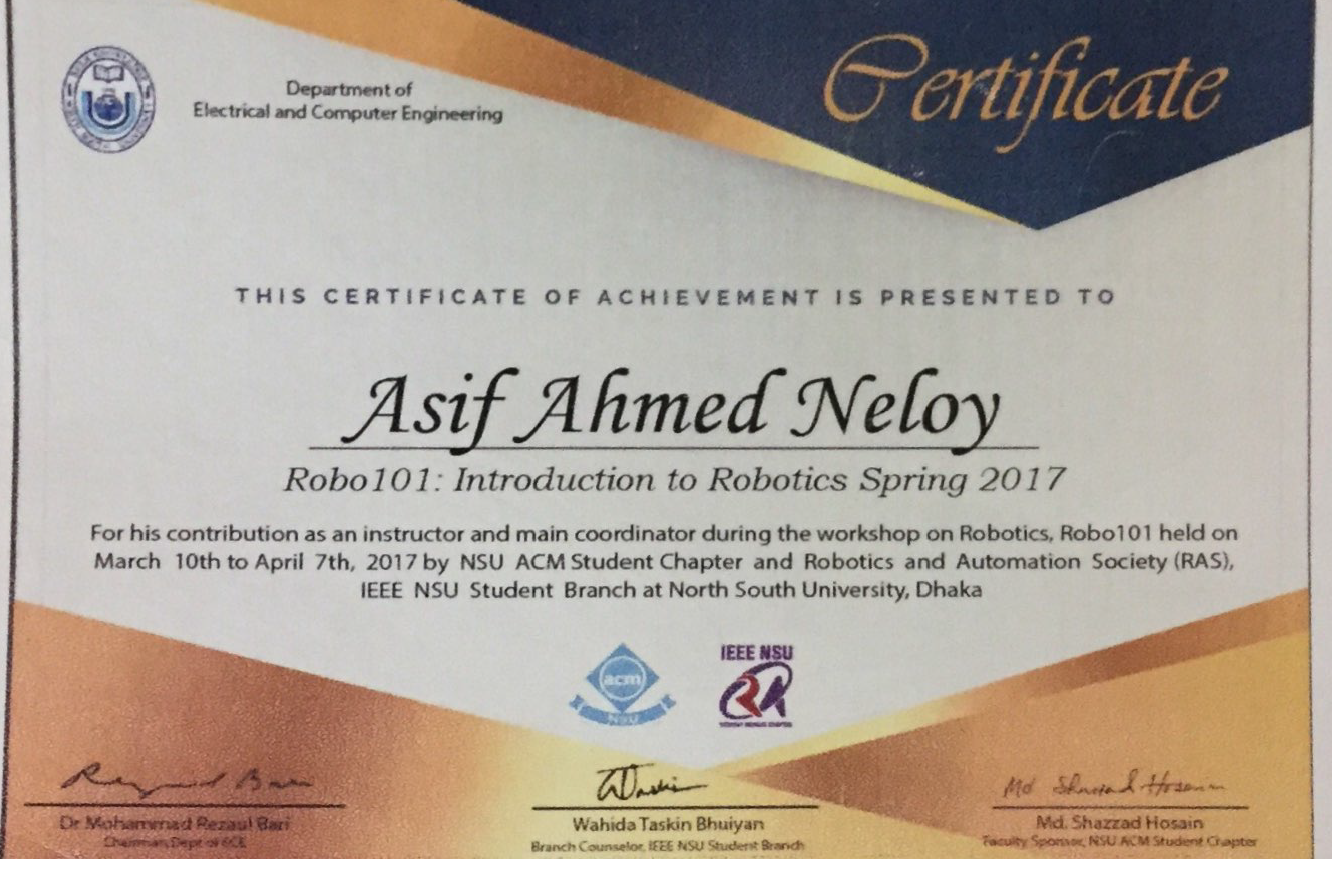 Department of
Electrical and Computer Engineering
Certificate
THIS CERTIFICATE OF ACHIEVEMENT IS PRESENTED TO
Asif Ahmed Neloy
Robo101: Introduction to Robotics Spring 2017
For his contribution as an instructor and main coordinator during the workshop on Robotics, Robo101 held on
March 10th to April 7th, 2017 by NSU ACM Student Chapter and Robotics and Automation Society (RAS),
IEEE NSU Student Branch at North South University, Dhaka
acm
NSU
IEEE NSU
Md Shazzad Hosain
Dr Mohammad Rezaul Bari
Chairman, Dept of ECE
Wahida Taskin Bhuiyan
Branch Counselor, IEEE NSU Student Branch
Md. Shazzad Hosain
Faculty Sponsor, NSU ACM Student Chapter